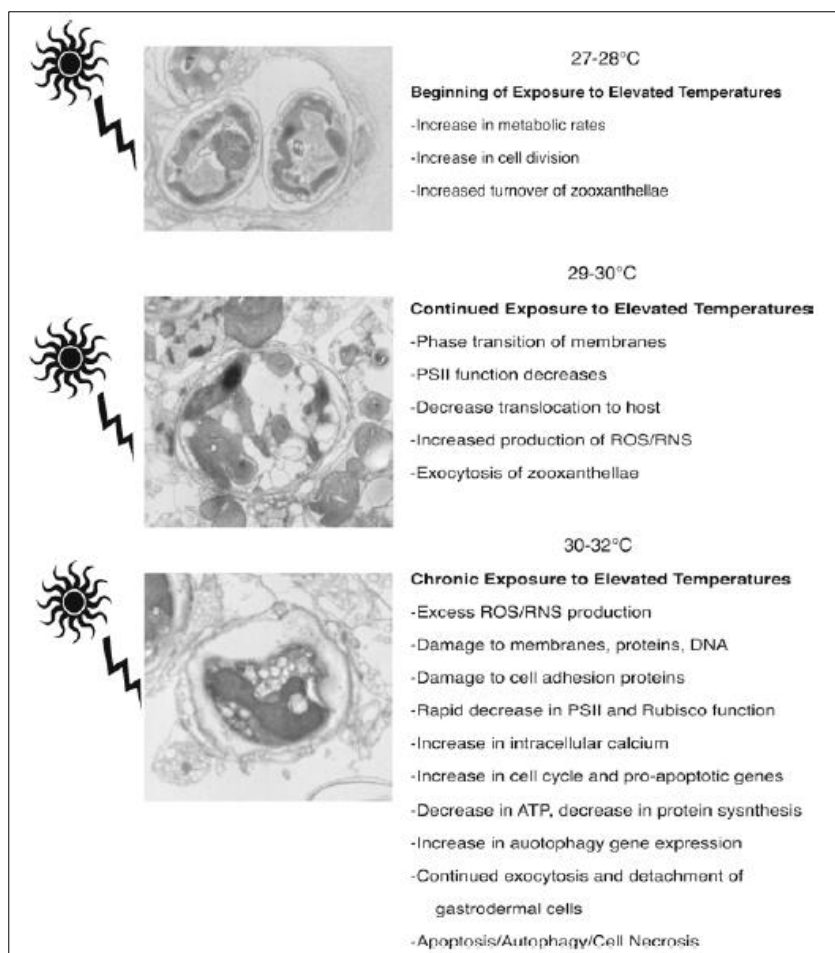 27-28°C
Beginning of Exposure to Elevated Temperatures
-Increase in metabolic rates
-Increase in cell division
-Increased turnover of zooxanthellae
29-30°C
Continued Exposure to Elevated Temperatures:
-Phase transition of membranes
-PSII function decreases
-Decrease translocation to host
-Increased production of ROS/RNS
-Exocytosis of zooxanthellae
30-32°C
Chronic Exposure to Elevated Temperatures
-Excess ROS/RNS production
-Damage to membranes, proteins, DNA
-Damage to cell adhesion proteins
-Rapid decrease in PSII and Rubisco function
-Increase in intracellular calcium
-Increase in cell cycle and pro-apoptotic genes
-Decrease in ATP, decrease in protein sysnthesis
-Increase in auotophagy gene expression
-Continued exocytosis and detachment of
gastrodermal cells
-Apoptosis/Autophagy/Cell Necrosis